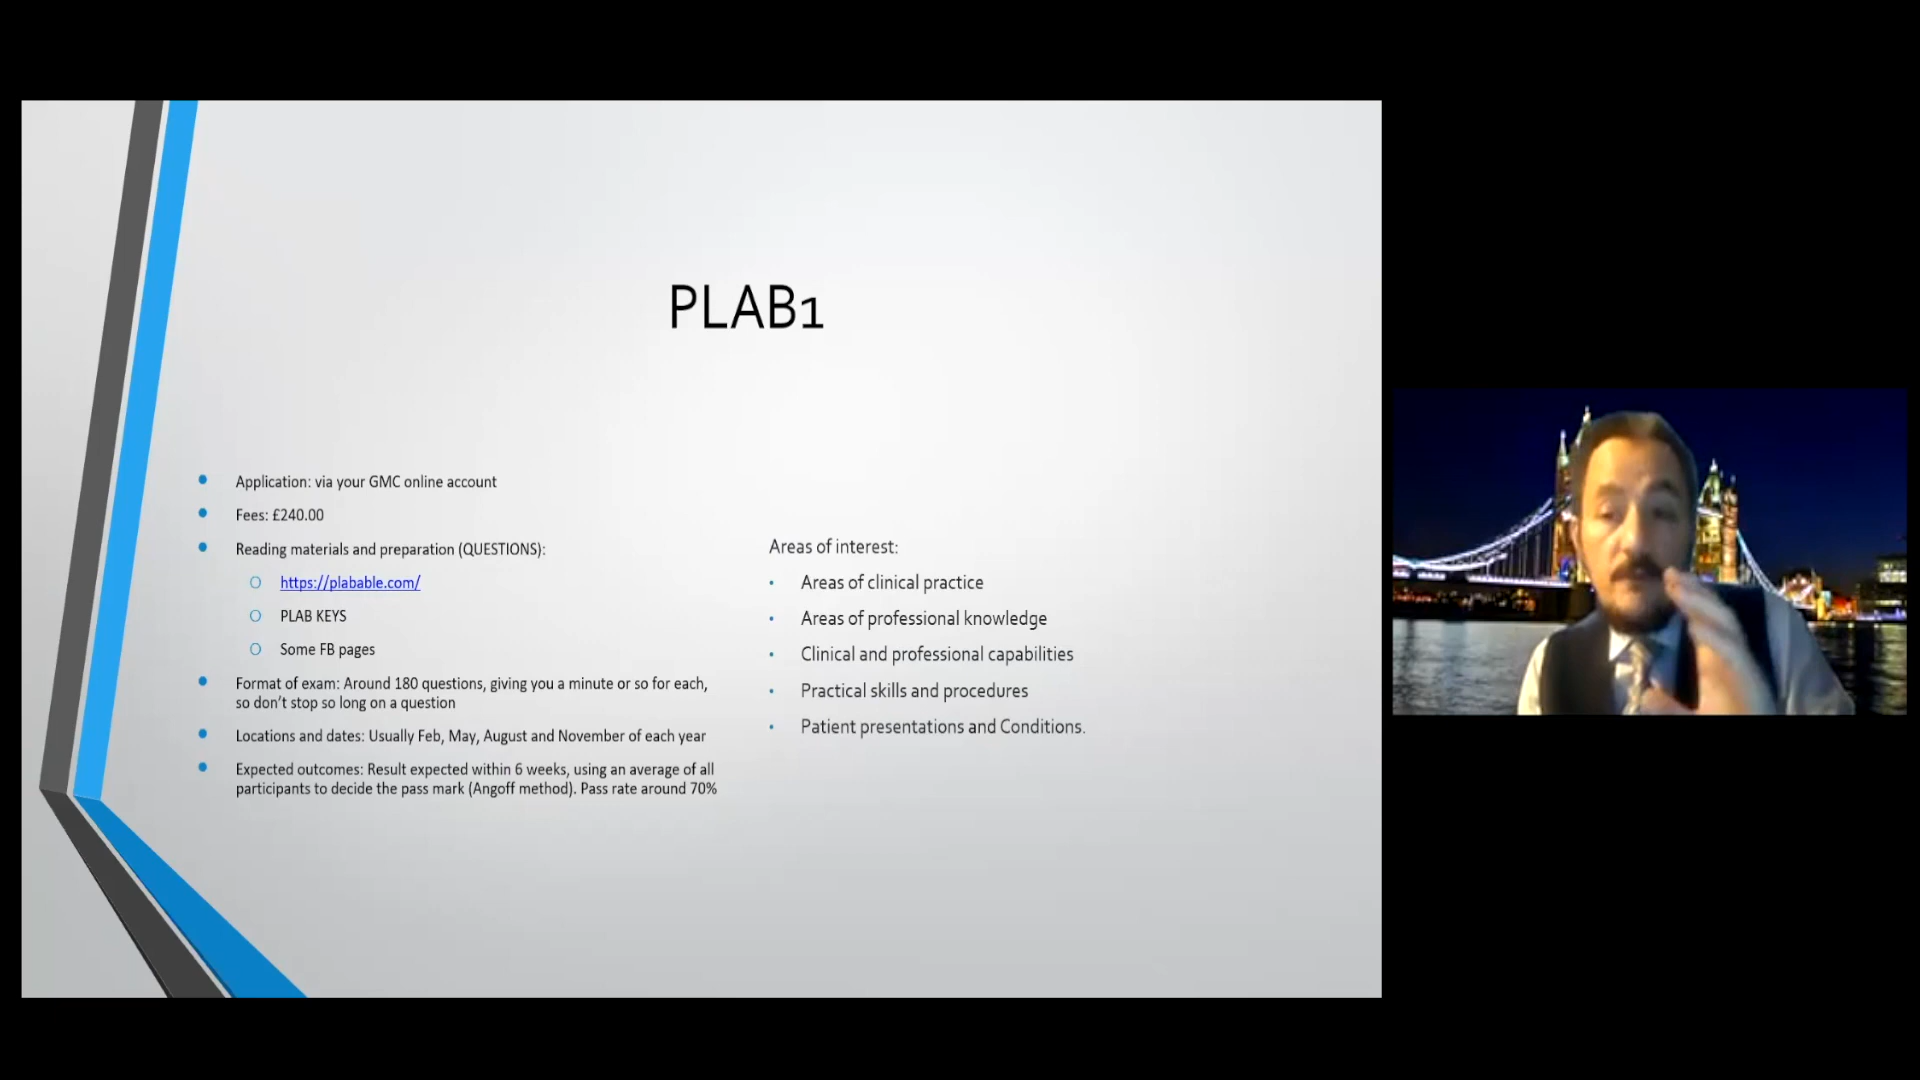 PLAB1
Application: via your GMC online account
Fees: £240.00
Reading materials and preparation (QUESTIONS):
https://plabable.com/
PLAB KEYS
Some FB pages
Format of exam: Around 180 questions, giving you a minute or so for each,
so don’t stop so long on a question
Locations and dates: Usually Feb, May, August and November of each year
Expected outcomes: Result expected within 6 weeks, using an average of all
participants to decide the pass mark (Angoff method). Pass rate around 70%
Areas of interest:
Areas of clinical practice
Areas of professional knowledge
Clinical and professional capabilities
Practical skills and procedures
Patient presentations and Conditions.